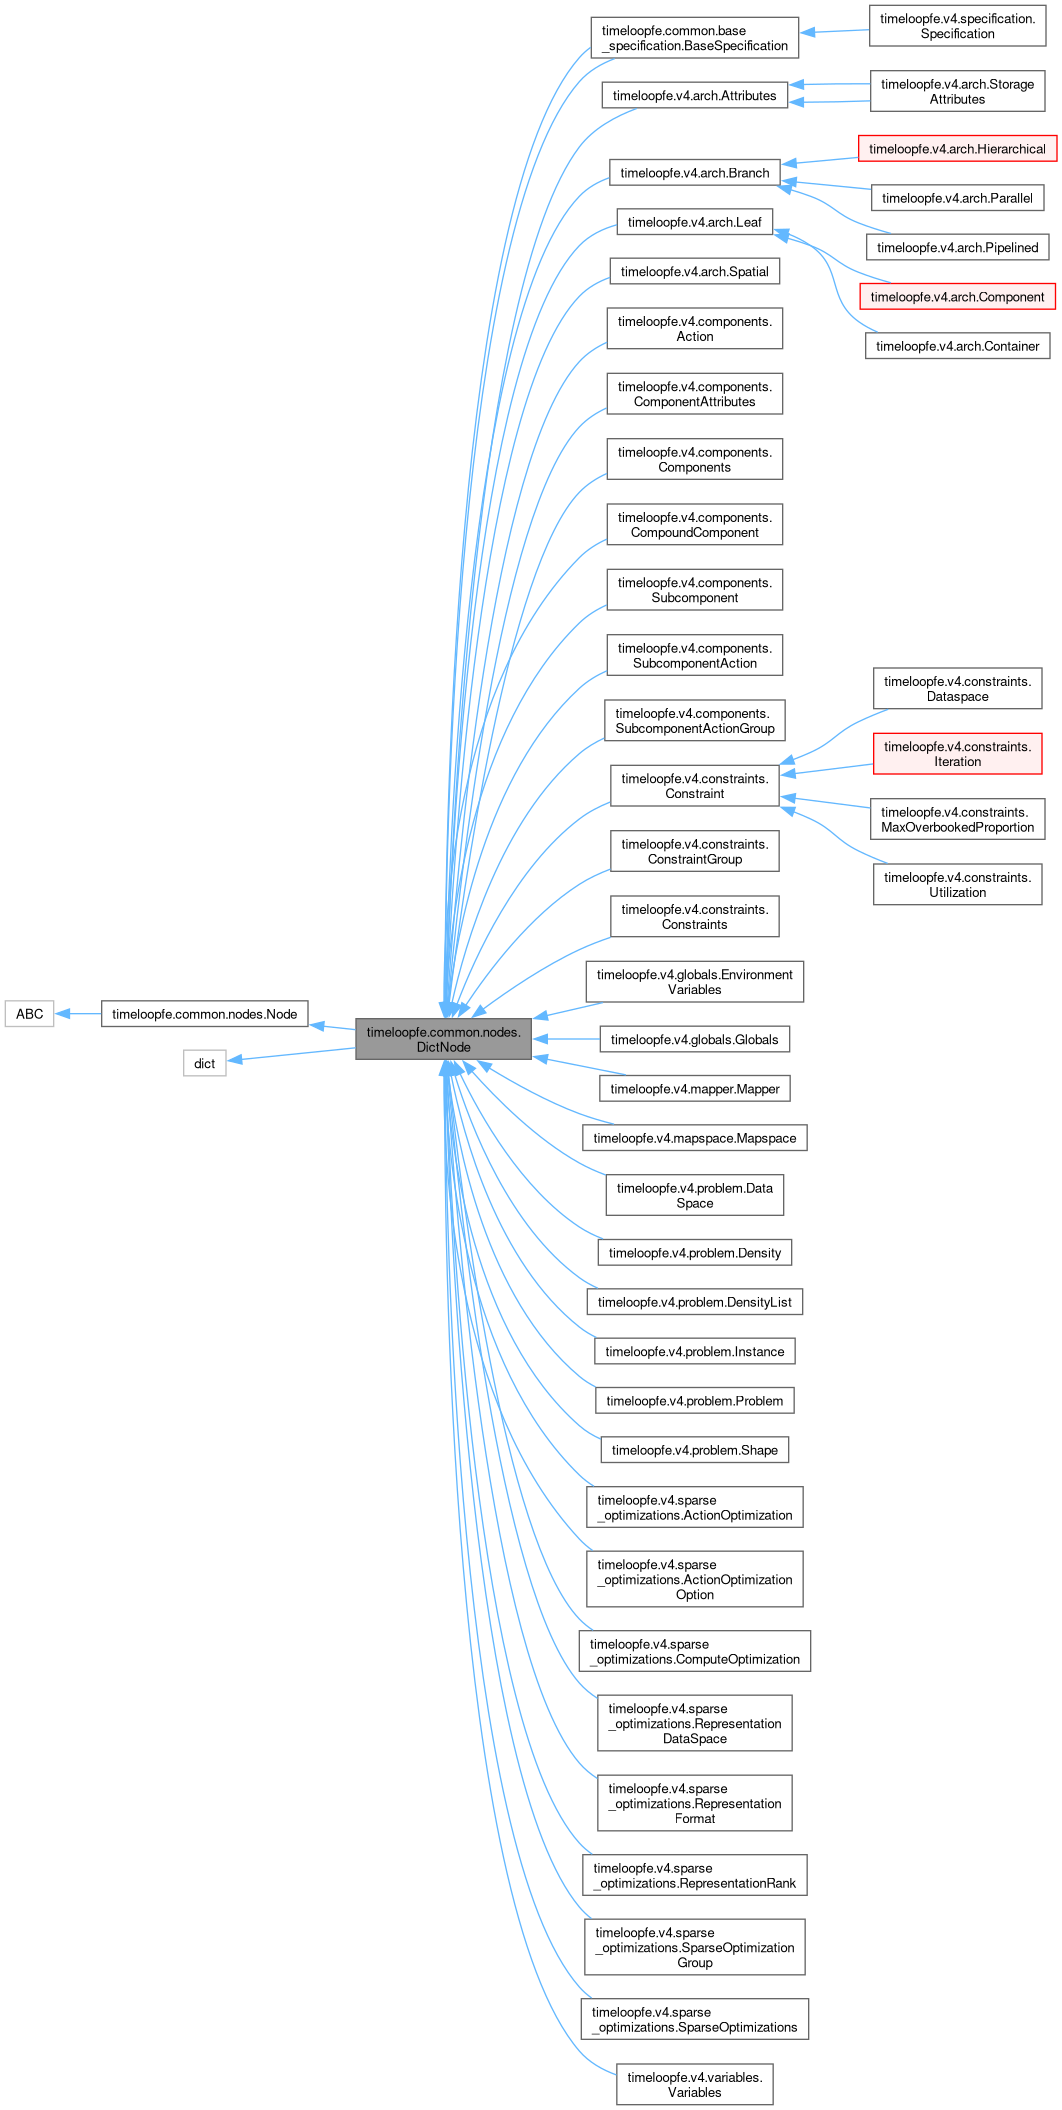 ABC
dict
timeloopfe.common.nodes.Node
timeloopfe.common.nodes.
DictNode
timeloopfe.common.base
_specification.BaseSpecification
timeloopfe.v4.arch.Attributes
timeloopfe.v4.arch.Branch
timeloopfe.v4.arch.Leaf
timeloopfe.v4.arch.Spatial
timeloopfe.v4.components.
Action
timeloopfe.v4.components.
ComponentAttributes
timeloopfe.v4.components.
Components
timeloopfe.v4.components.
CompoundComponent
timeloopfe.v4.components.
Subcomponent
timeloopfe.v4.components.
SubcomponentAction
timeloopfe.v4.components.
SubcomponentActionGroup
timeloopfe.v4.constraints.
Constraint
timeloopfe.v4.constraints.
ConstraintGroup
timeloopfe.v4.constraints.
Constraints
timeloopfe.v4.globals.Environment
Variables
timeloopfe.v4.globals.Globals
timeloopfe.v4.mapper.Mapper
timeloopfe.v4.mapspace.Mapspace
timeloopfe.v4.problem.Data
Space
timeloopfe.v4.problem.Density
timeloopfe.v4.problem.DensityList
timeloopfe.v4.problem.Instance
timeloopfe.v4.problem.Problem
timeloopfe.v4.problem.Shape
timeloopfe.v4.sparse
_optimizations.ActionOptimization
timeloopfe.v4.sparse
_optimizations.ActionOptimization
Option
timeloopfe.v4.sparse
_optimizations.ComputeOptimization
timeloopfe.v4.sparse
_optimizations.Representation
DataSpace
timeloopfe.v4.sparse
_optimizations.Representation
Format
timeloopfe.v4.sparse
_optimizations.RepresentationRank
timeloopfe.v4.sparse
_optimizations.SparseOptimization
Group
timeloopfe.v4.sparse
_optimizations.SparseOptimizations
timeloopfe.v4.variables.
Variables
timeloopfe.v4.specification.
Specification
timeloopfe.v4.arch.Storage
Attributes
timeloopfe.v4.arch.Hierarchical
timeloopfe.v4.arch.Parallel
timeloopfe.v4.arch.Pipelined
timeloopfe.v4.arch.Component
timeloopfe.v4.arch.Container
timeloopfe.v4.constraints.
Dataspace
timeloopfe.v4.constraints.
Iteration
timeloopfe.v4.constraints.
MaxOverbookedProportion
timeloopfe.v4.constraints.
Utilization